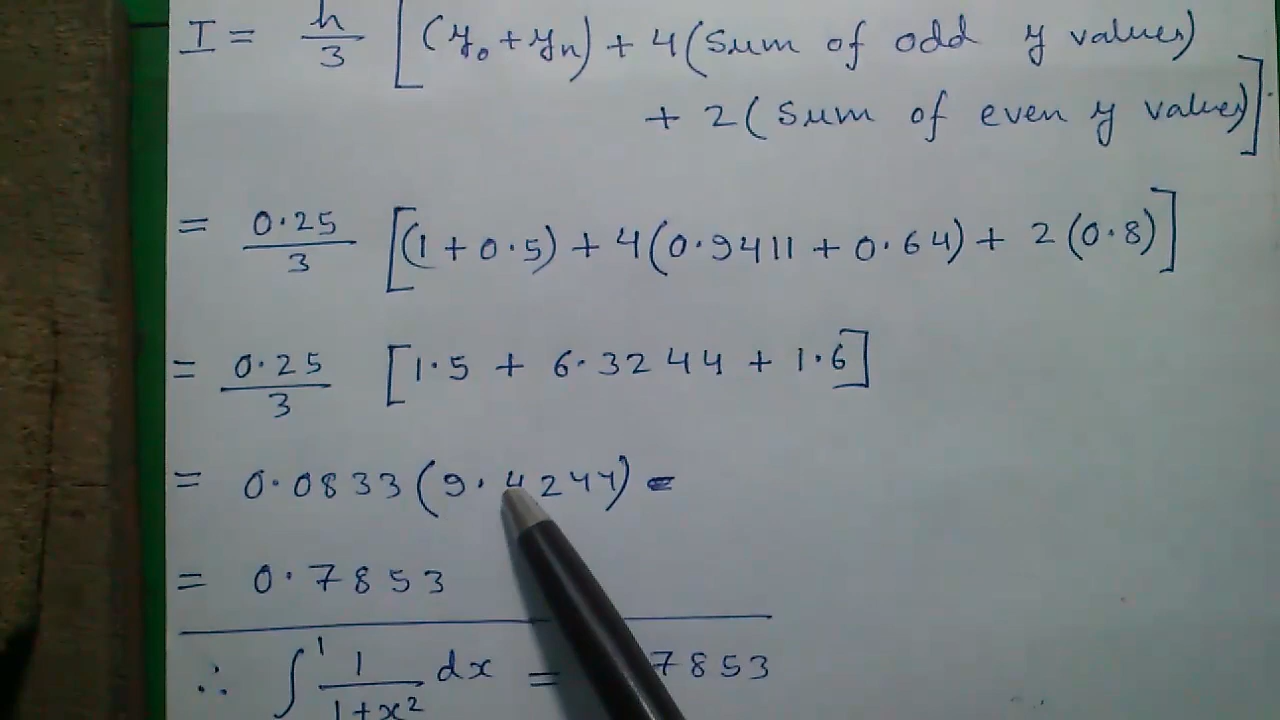 I = h/3 [(y₀ + yₙ) + 4 (Sum of odd y values)
+ 2 (Sum of even y values)]
= 0.25/3 [(1 + 0.5) + 4 (0.9411 + 0.64) + 2 (0.8)]
= 0.25/3 [1.5 + 6.3244 + 1.6]
= 0.0833 (9.4244) =
= 0.7853
∴ ∫¹ 1/1+x² dx = 7853